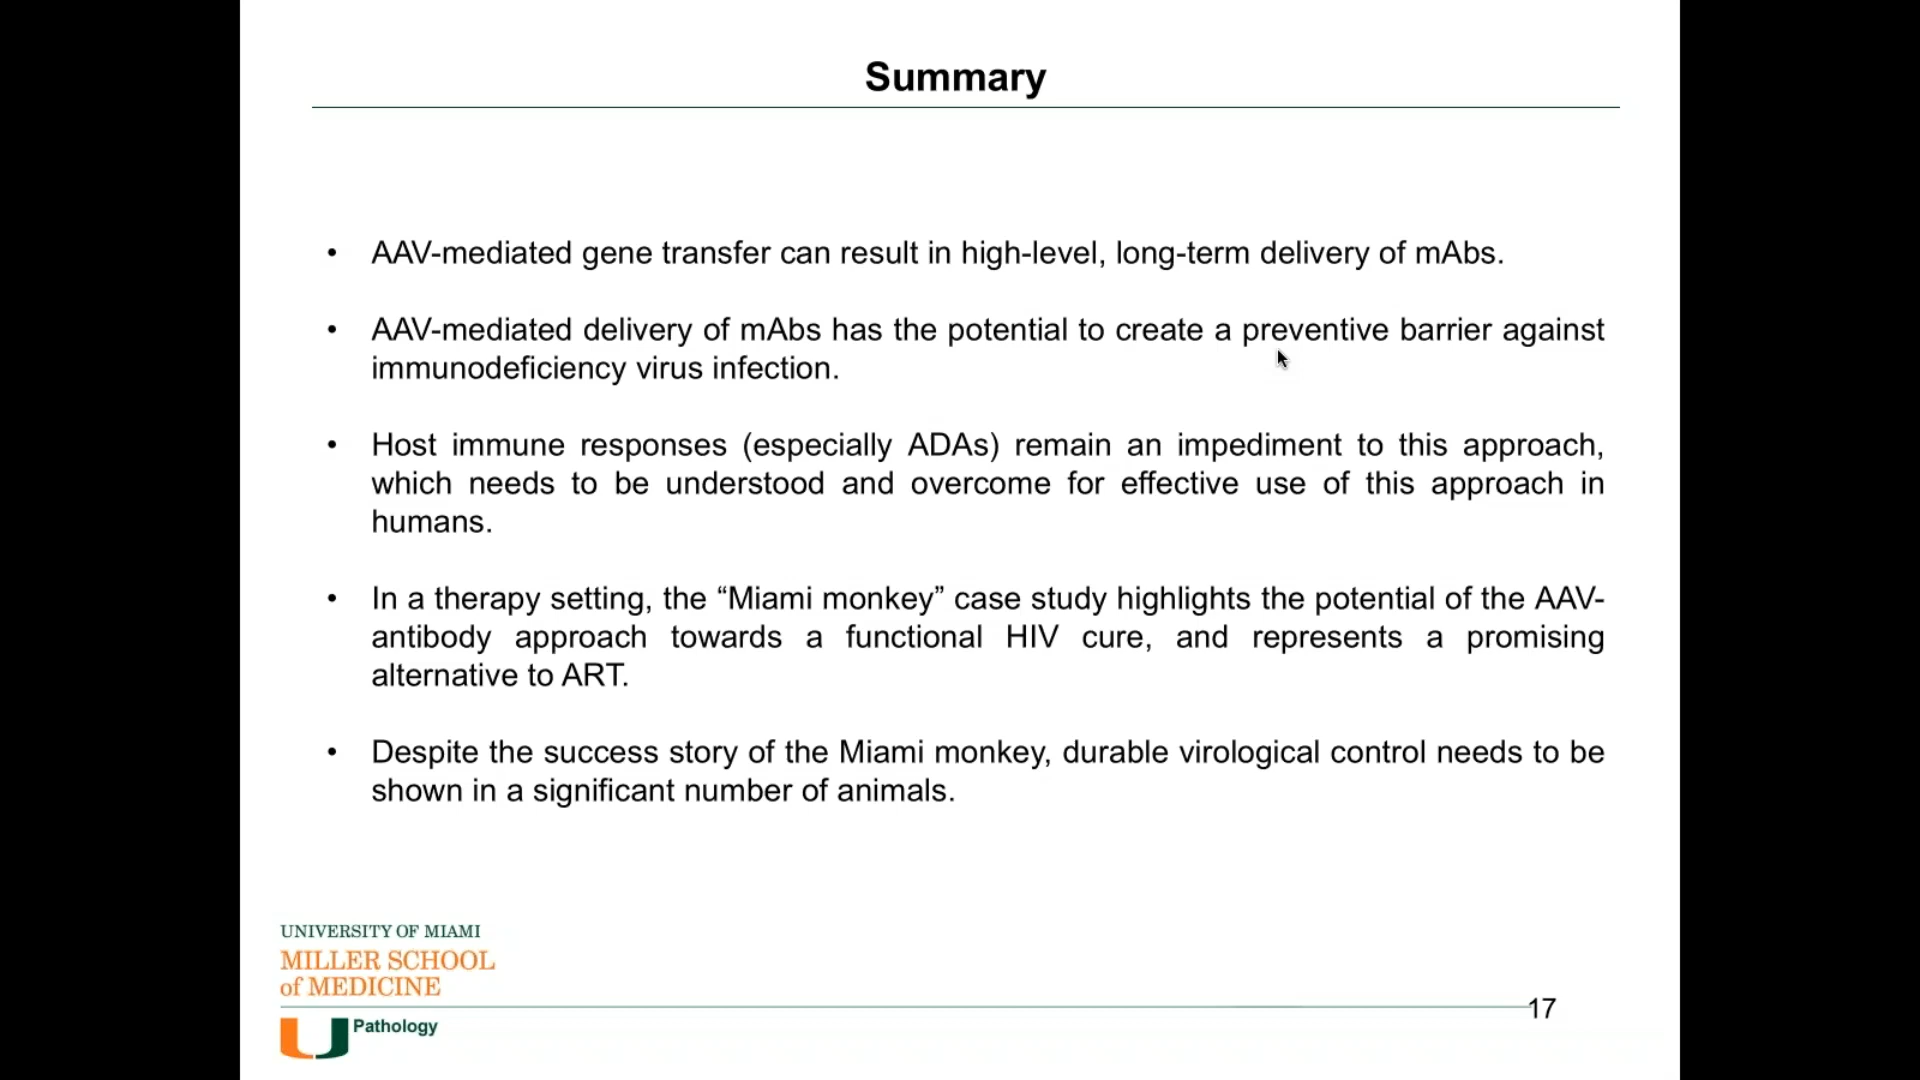 Summary
• AAV-mediated gene transfer can result in high-level, long-term delivery of mAbs.
• AAV-mediated delivery of mAbs has the potential to create a preventive barrier against
immunodeficiency virus infection.
• Host immune responses (especially ADAs) remain an impediment to this approach,
which needs to be understood and overcome for effective use of this approach in
humans.
• In a therapy setting, the “Miami monkey” case study highlights the potential of the AAV-
antibody approach towards a functional HIV cure, and represents a promising
alternative to ART.
• Despite the success story of the Miami monkey, durable virological control needs to be
shown in a significant number of animals.
UNIVERSITY OF MIAMI
MILLER SCHOOL
of MEDICINE
17
Pathology